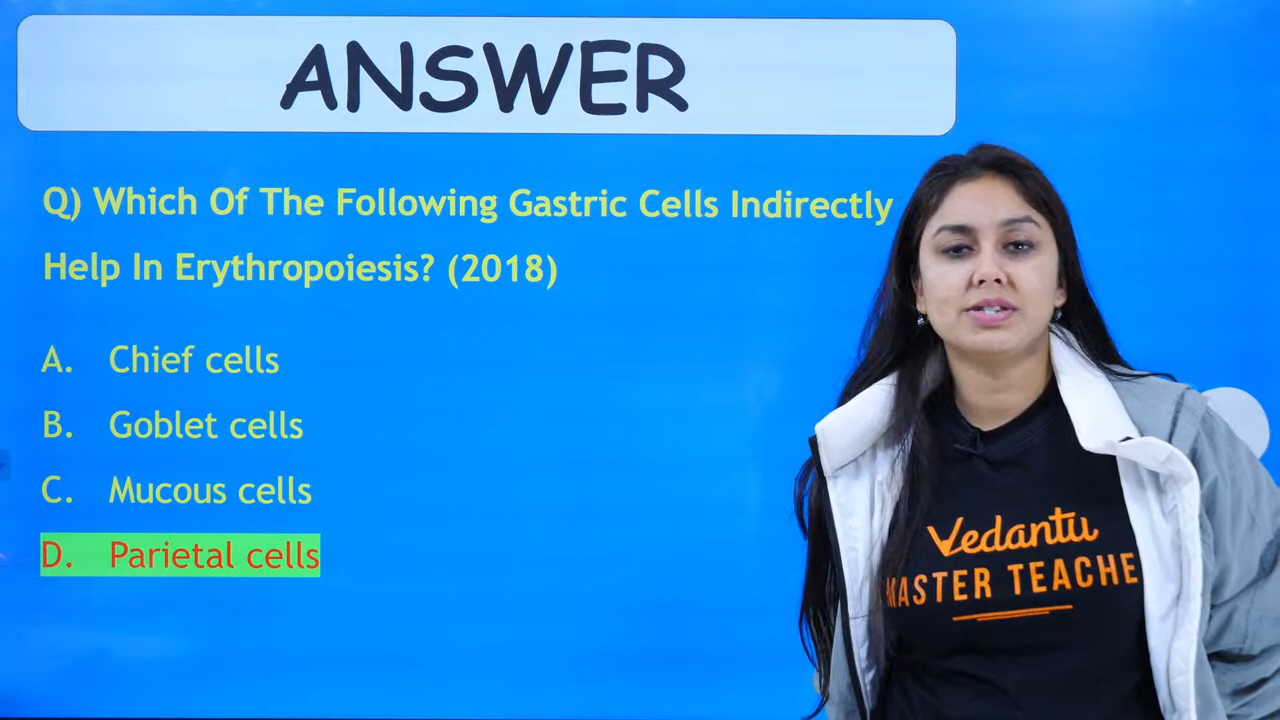 ANSWER
Q) Which Of The Following Gastric Cells Indirectly
Help In Erythropoiesis? (2018)
A. Chief cells
B. Goblet cells
C. Mucous cells
D. Parietal cells
Vedantu
MASTER TEACHE